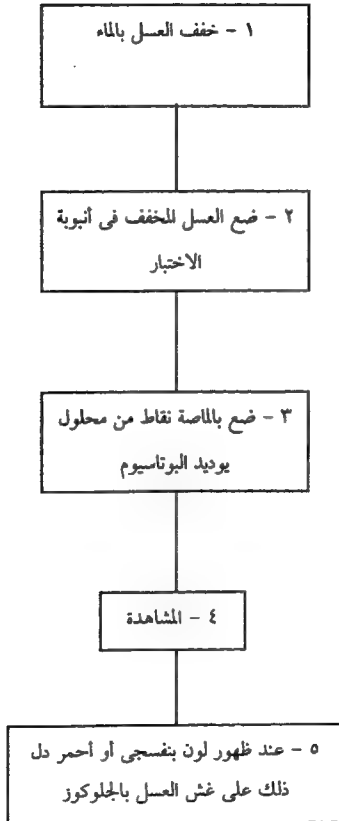 ١ - خفف العسل بالماء
٢ - ضع العسل المخفف فى أنبوبة
الاختبار
٣ - ضع بالماصة نقاط من محلول
يوديد البوتاسيوم
٤ - المشاهدة
٥ - عند ظهور لون بنفسجى أو أحمر دل
ذلك على غش العسل بالجلوكوز